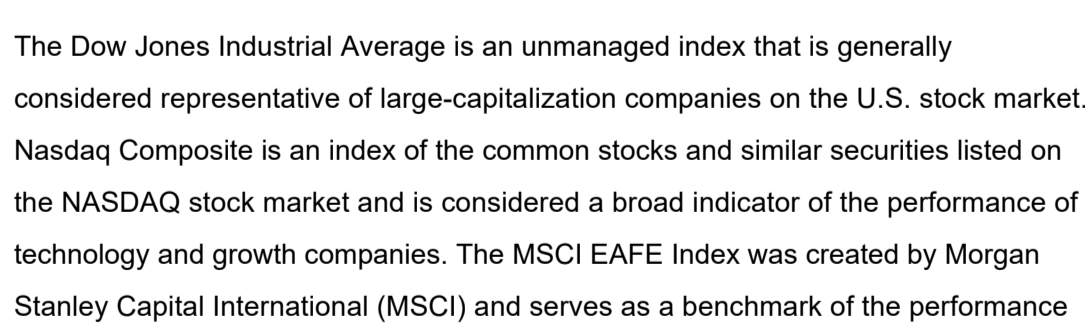 The Dow Jones Industrial Average is an unmanaged index that is generally
considered representative of large-capitalization companies on the U.S. stock market.
Nasdaq Composite is an index of the common stocks and similar securities listed on
the NASDAQ stock market and is considered a broad indicator of the performance of
technology and growth companies. The MSCI EAFE Index was created by Morgan
Stanley Capital International (MSCI) and serves as a benchmark of the performance